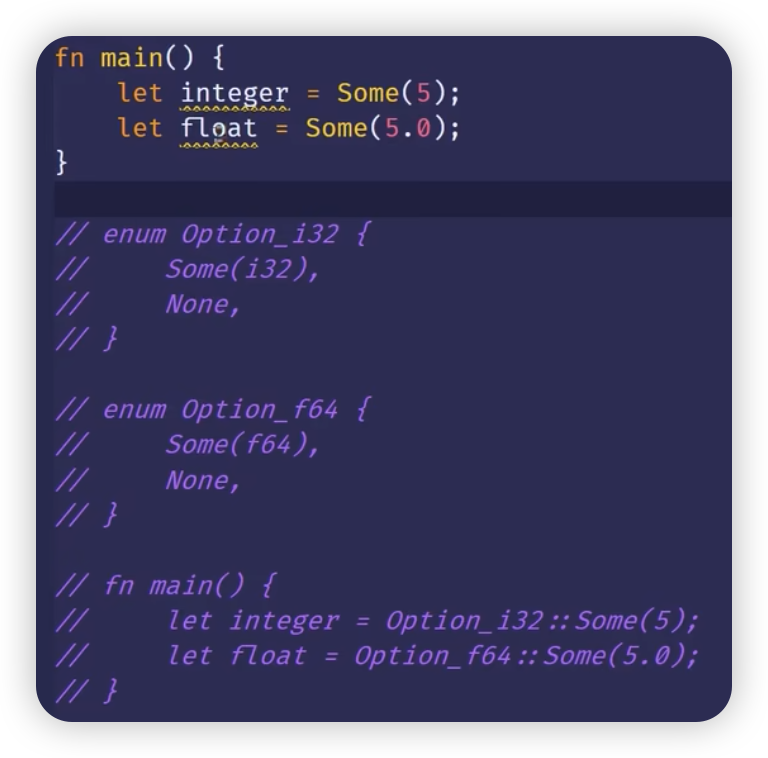 fn main() {
    let integer = Some(5);
    let float = Some(5.0);
}
// enum Option_i32 {
//     Some(i32),
//     None,
// }
// enum Option_f64 {
//     Some(f64),
//     None,
// }
// fn main() {
//     let integer = Option_i32::Some(5);
//     let float = Option_f64::Some(5.0);
// }